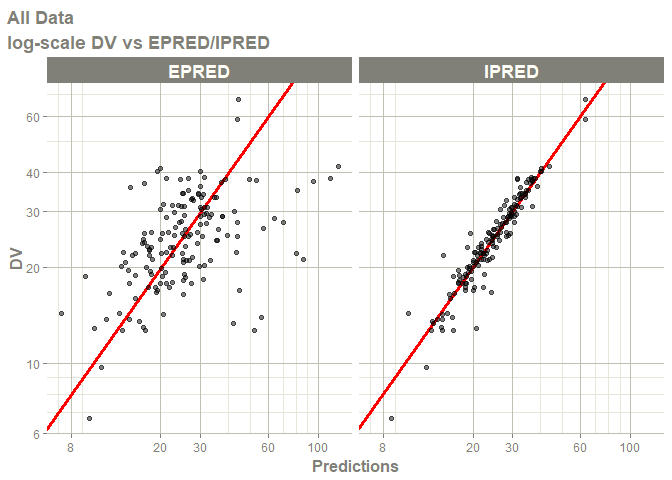 All Data
log-scale DV vs EPRED/IPRED
EPRED
IPRED
60
40
30
20
10
6
DV
8 20 30 60 100
8 20 30 60 100
Predictions